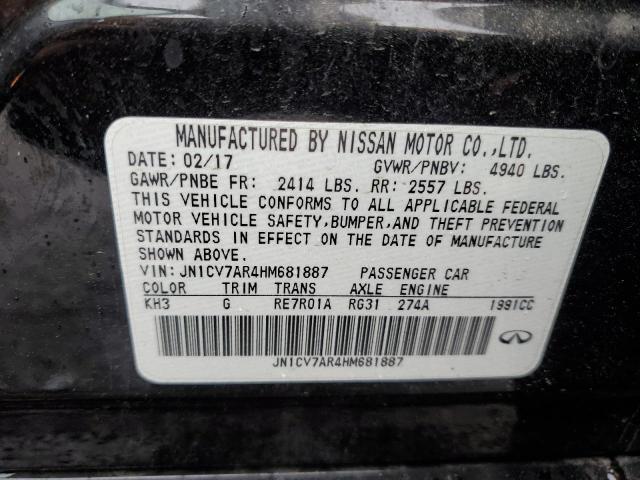 MANUFACTURED BY NISSAN MOTOR CO.,LTD.
DATE: 02/17 GVWR/PNBV: 4940 LBS.
GAWR/PNBE FR: 2414 LBS. RR: 2557 LBS.
THIS VEHICLE CONFORMS TO ALL APPLICABLE FEDERAL
MOTOR VEHICLE SAFETY,BUMPER,AND THEFT PREVENTION
STANDARDS IN EFFECT ON THE DATE OF MANUFACTURE
SHOWN ABOVE.
VIN: JN1CV7AR4HM681887 PASSENGER CAR
COLOR TRIM TRANS AXLE ENGINE
KH3 G RE7R01A RG31 274A 1991CC
JN1CV7AR4HM681887